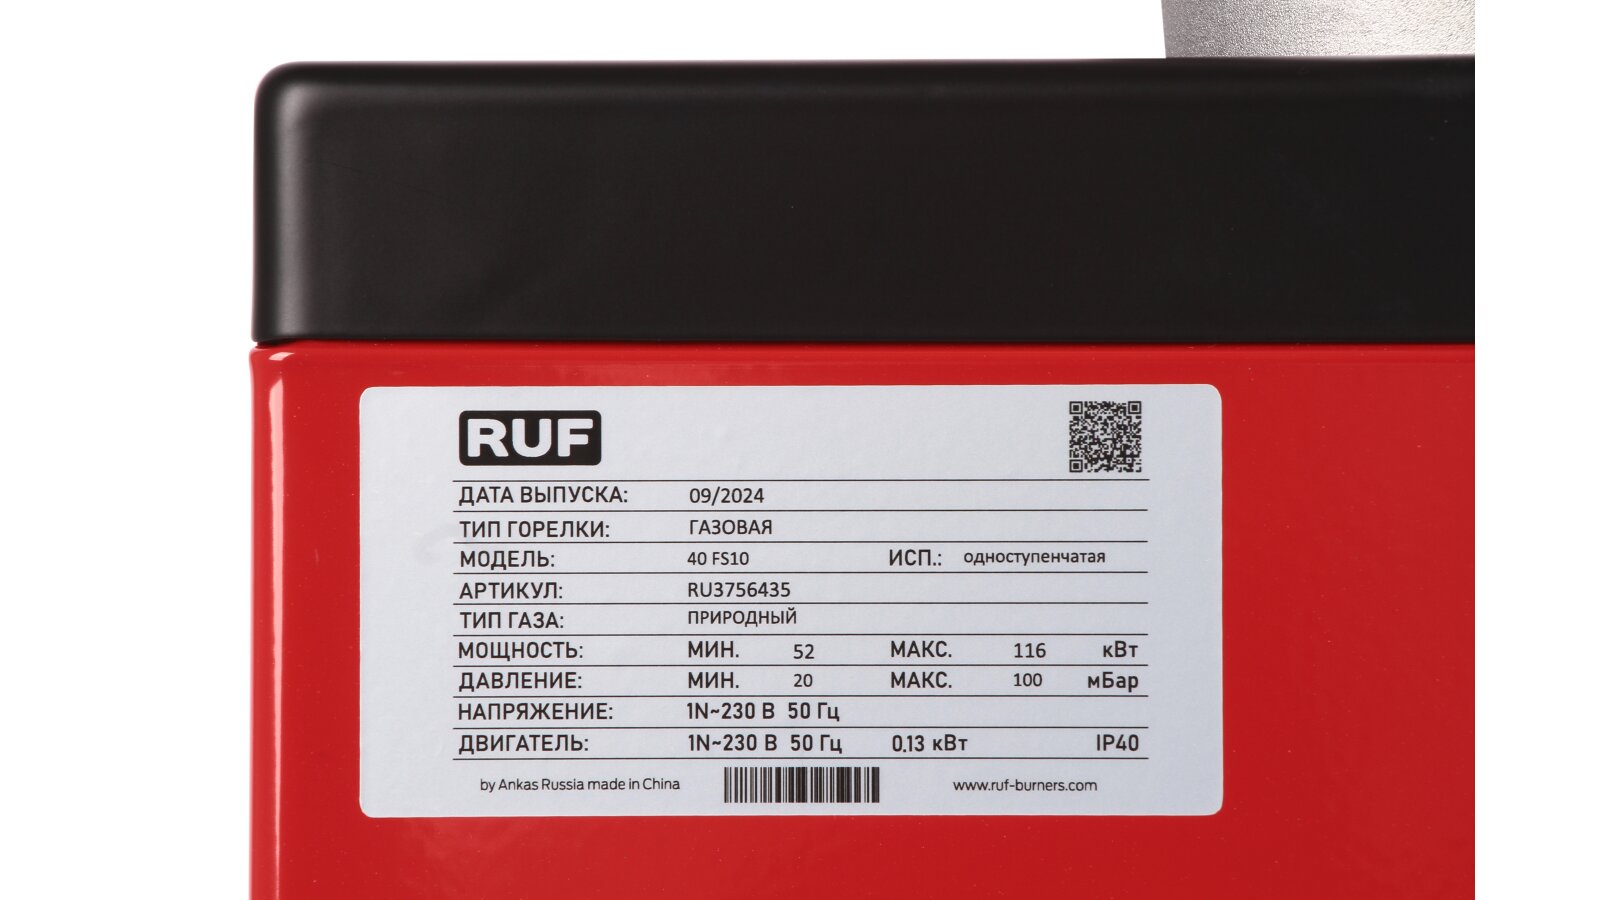 RUF
ДАТА ВЫПУСКА: 09/2024
ТИП ГОРЕЛКИ: ГАЗОВАЯ
МОДЕЛЬ: 40 FS10 ИСП.: одноступенчатая
АРТИКУЛ: RU3756435
ТИП ГАЗА: ПРИРОДНЫЙ
МОЩНОСТЬ: МИН. 52 МАКС. 116 кВт
ДАВЛЕНИЕ: МИН. 20 МАКС. 100 мБар
НАПРЯЖЕНИЕ: 1N~230 В 50 Гц
ДВИГАТЕЛЬ: 1N~230 В 50 Гц 0.13 кВт IP40
by Ankas Russia made in China www.ruf-burners.com